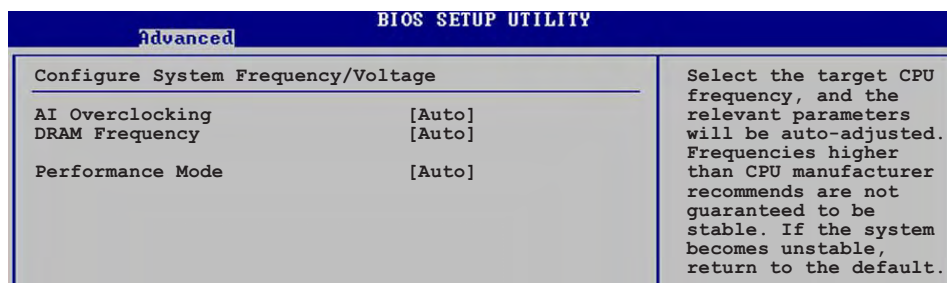 BIOS SETUP UTILITY
Advanced
Configure System Frequency/Voltage
AI Overclocking [Auto]
DRAM Frequency [Auto]
Performance Mode [Auto]
Select the target CPU
frequency, and the
relevant parameters
will be auto-adjusted.
Frequencies higher
than CPU manufacturer
recommends are not
guaranteed to be
stable. If the system
becomes unstable,
return to the default.